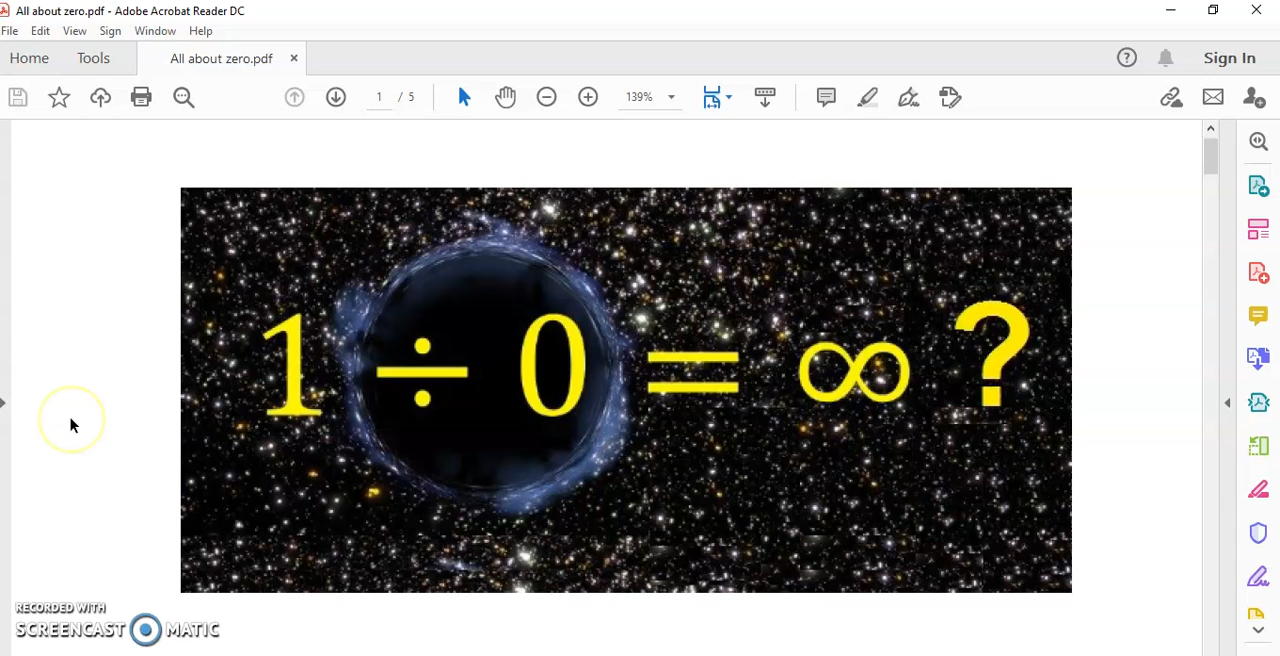 All about zero.pdf - Adobe Acrobat Reader DC
File Edit View Sign Window Help
Home Tools All about zero.pdf × ? Sign In
1 / 5 139%
1 ÷ 0 = ∞ ?
RECORDED WITH
SCREENCAST MATIC